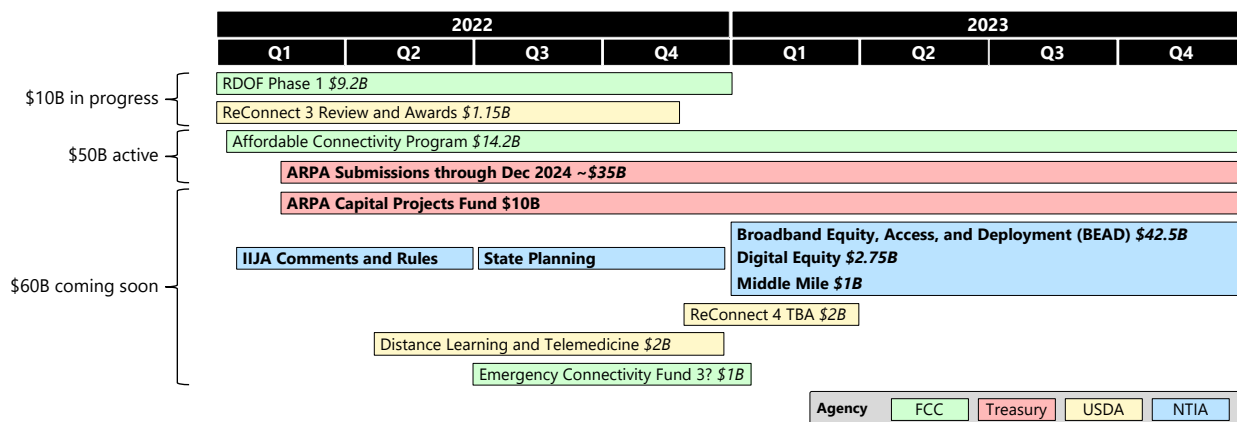 2022
2023
Q1
Q2
Q3
Q4
Q1
Q2
Q3
Q4
$10B in progress
RDOF Phase 1 $9.2B
ReConnect 3 Review and Awards $1.15B
$50B active
Affordable Connectivity Program $14.2B
ARPA Submissions through Dec 2024 ~$35B
$60B coming soon
ARPA Capital Projects Fund $10B
IIJA Comments and Rules
State Planning
Broadband Equity, Access, and Deployment (BEAD) $42.5B
Digital Equity $2.75B
Middle Mile $1B
ReConnect 4 TBA $2B
Distance Learning and Telemedicine $2B
Emergency Connectivity Fund 3? $1B
Agency
FCC
Treasury
USDA
NTIA